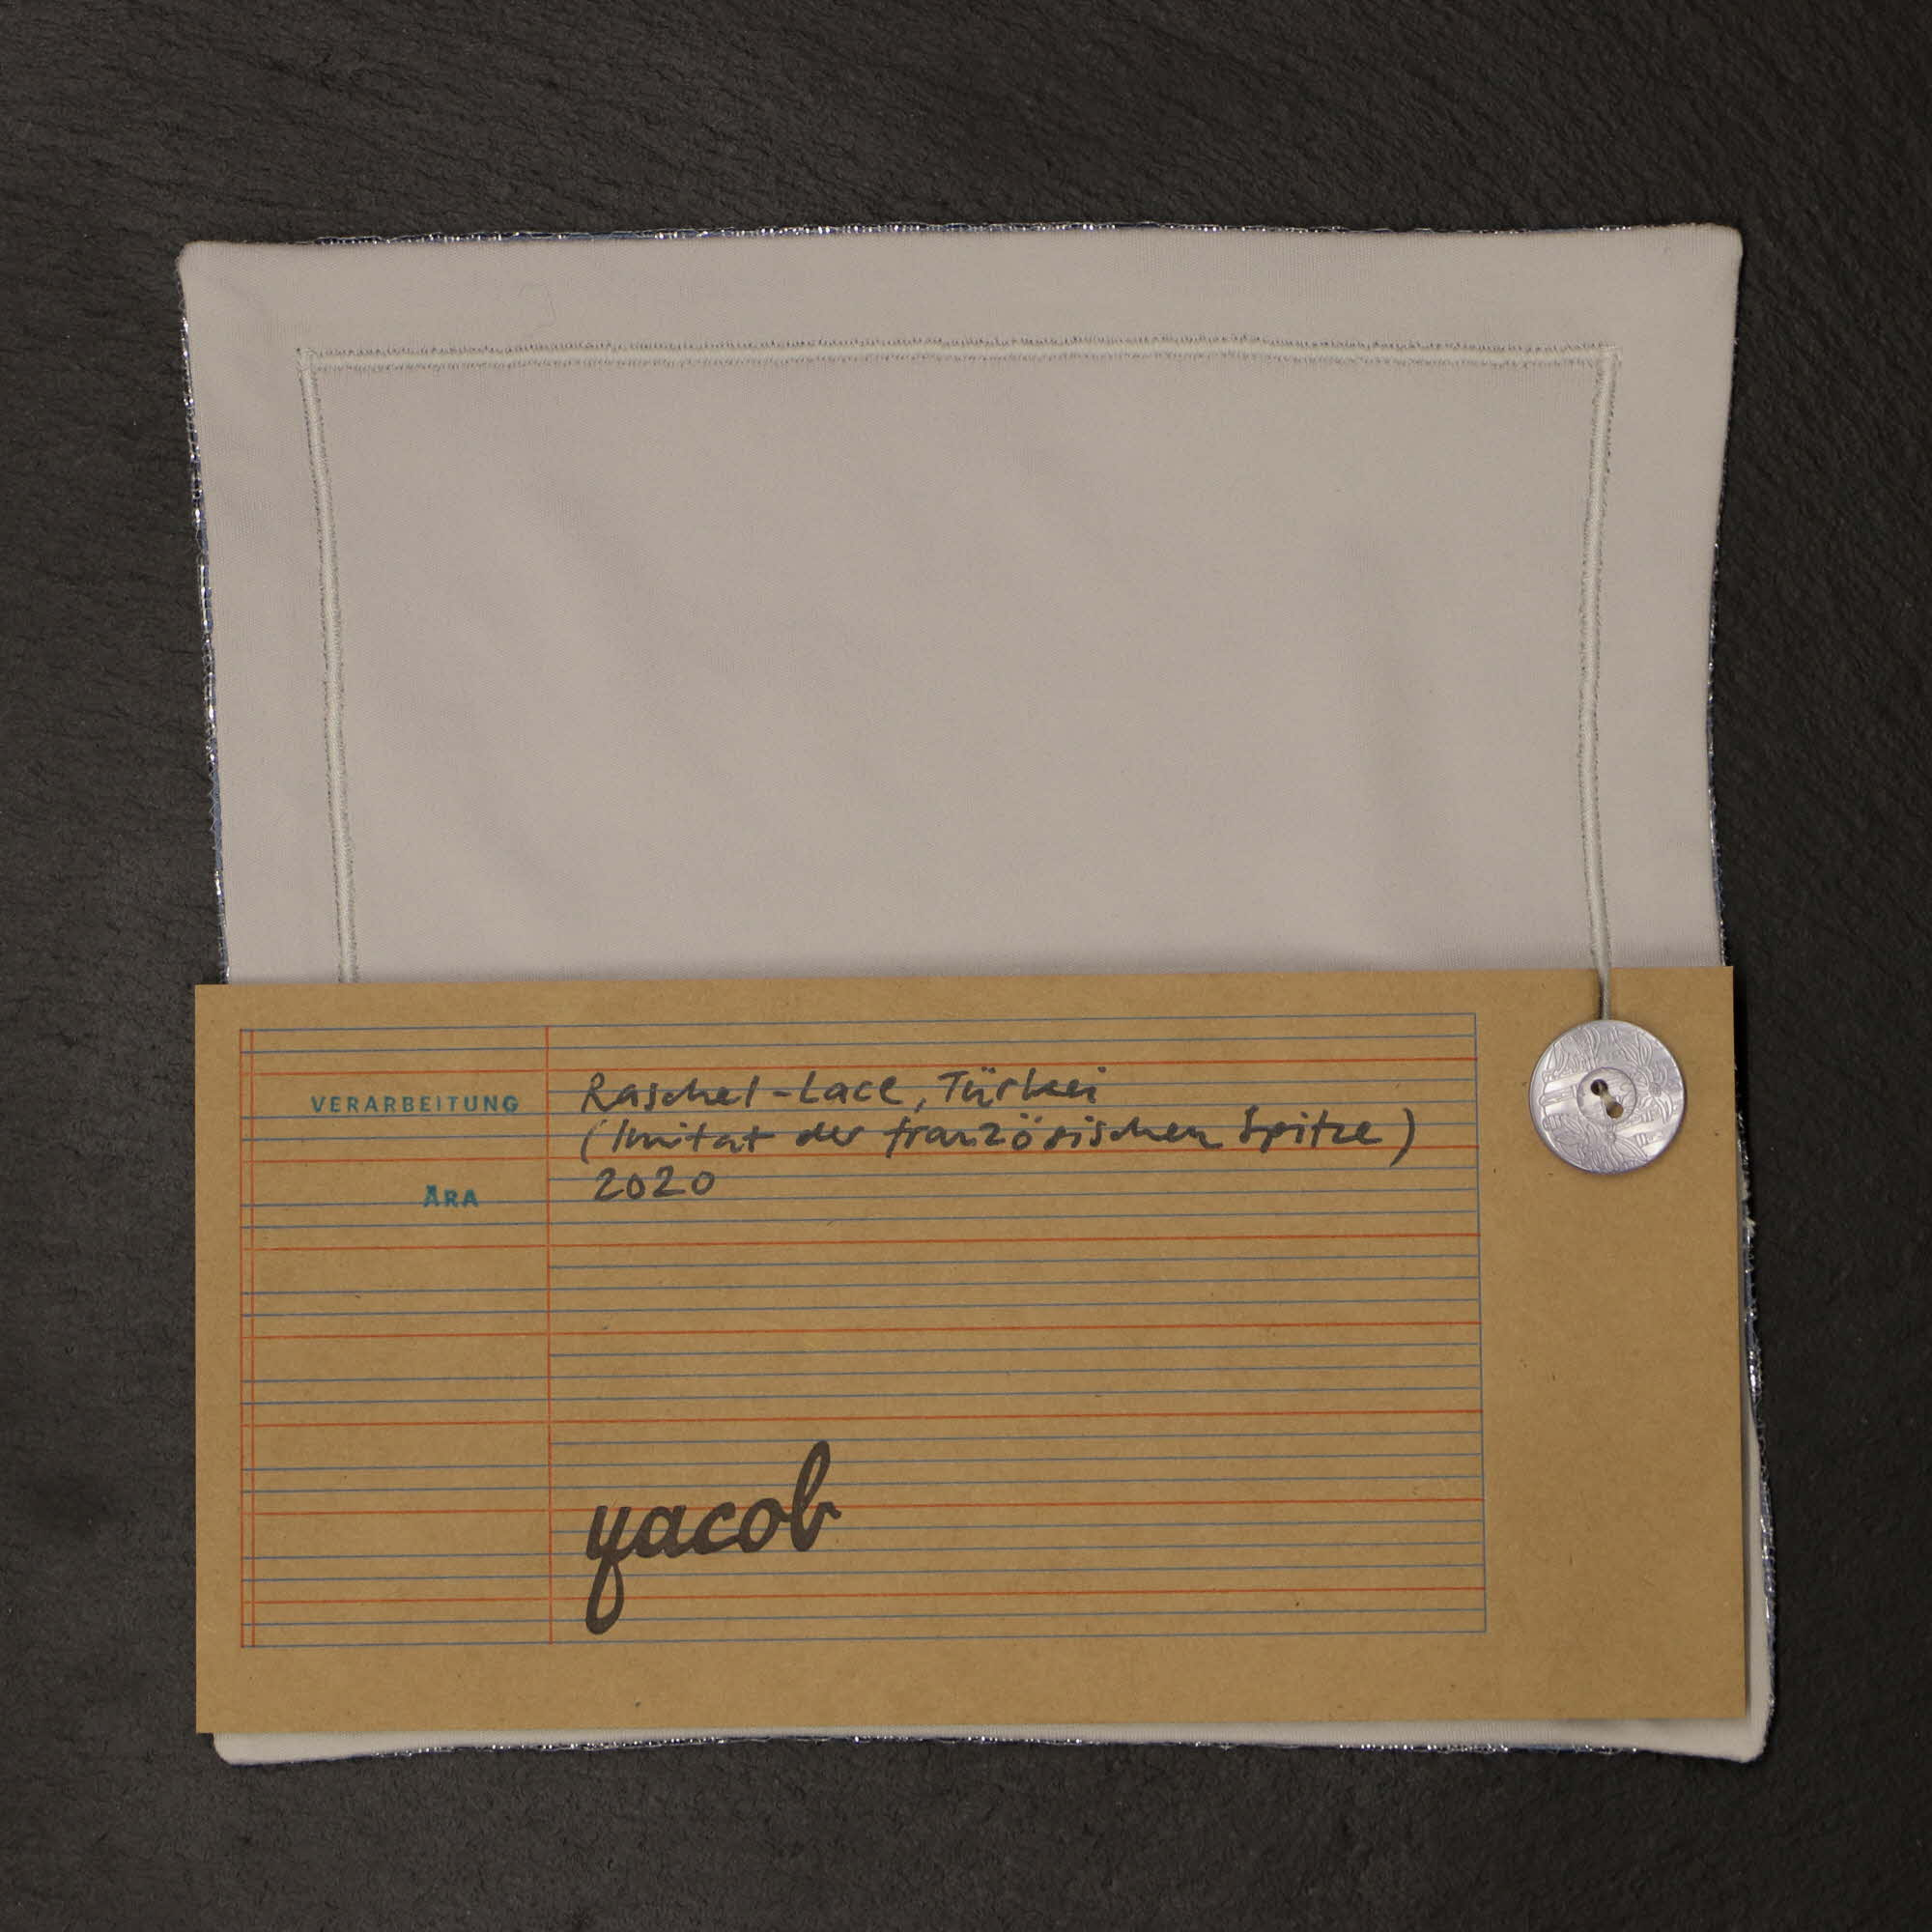 VERARBEITUNG Raschel-Lace, Türkei
(Imitat der französischen Spitze)
ÄRA 2020
yacob